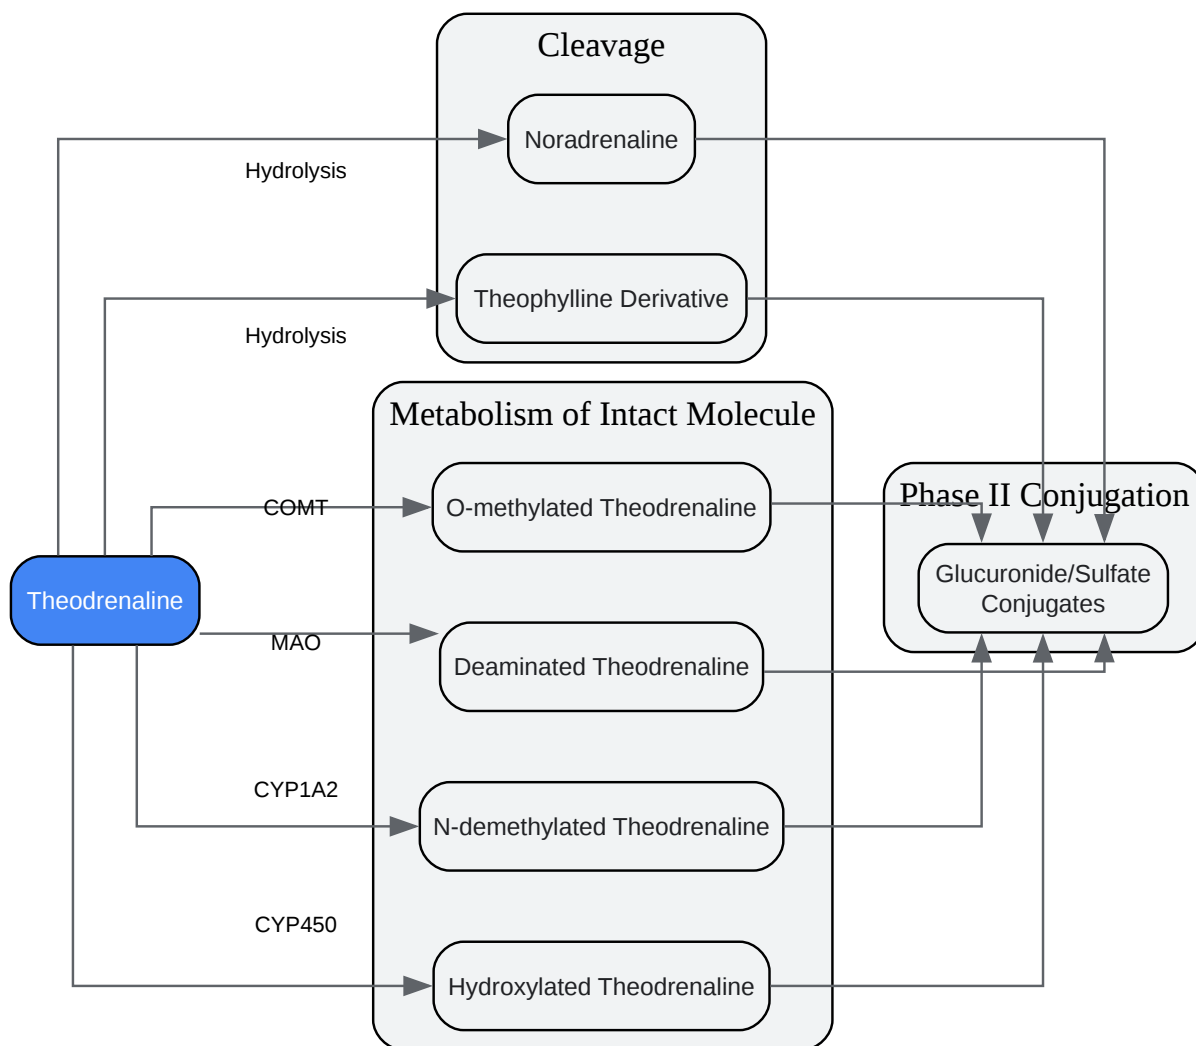 Cleavage
Noradrenaline
Hydrolysis
Theophylline Derivative
Hydrolysis
Metabolism of Intact Molecule
COMT
O-methylated Theodrenaline
Phase II Conjugation
Glucuronide/Sulfate
Conjugates
Theodrenaline
MAO
Deaminated Theodrenaline
CYP1A2
N-demethylated Theodrenaline
CYP450
Hydroxylated Theodrenaline